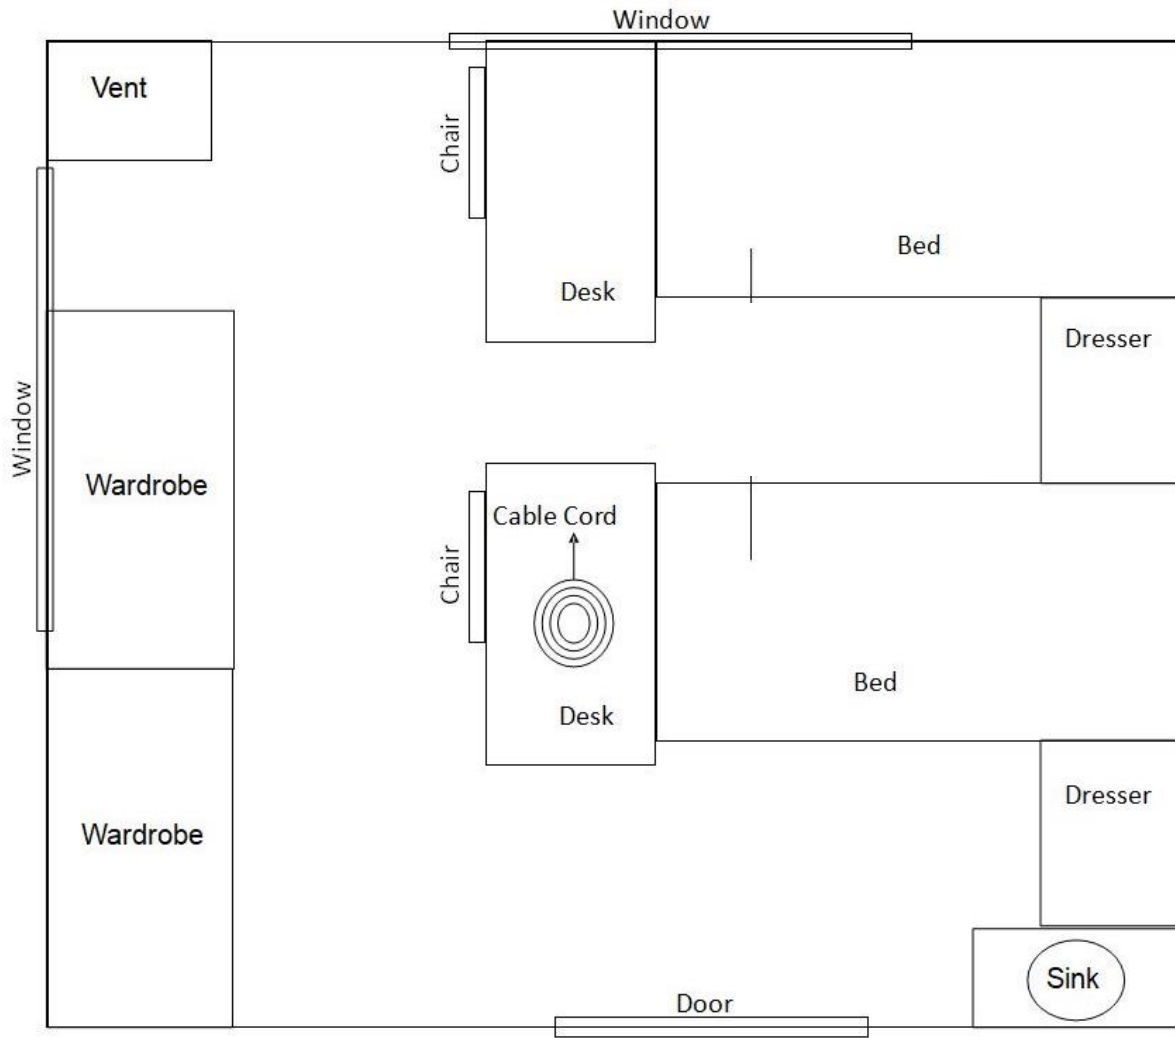 Window
Vent
Chair
Bed
Desk
Dresser
Window
Wardrobe
Cable Cord
Chair
Bed
Desk
Dresser
Wardrobe
Sink
Door